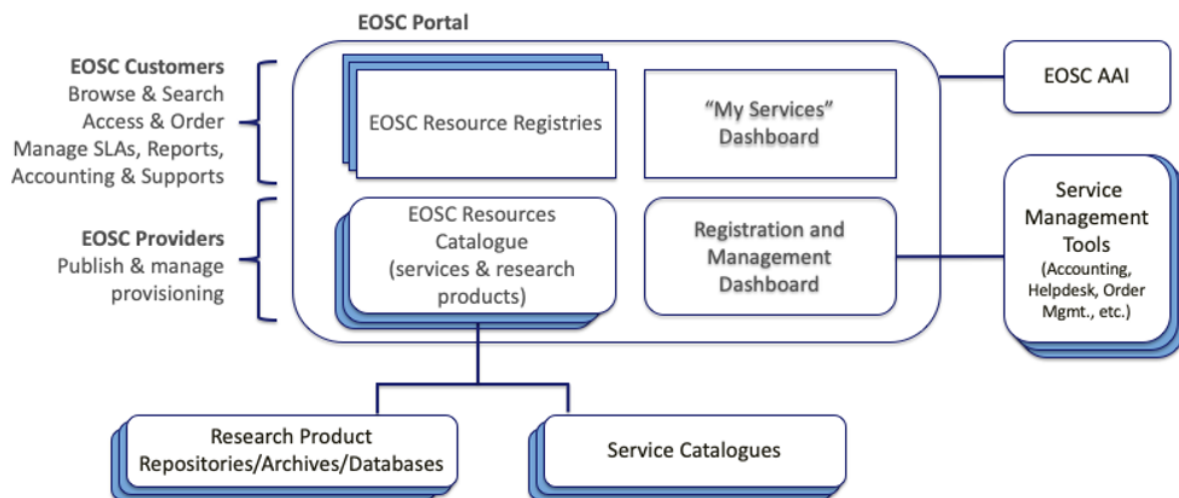 EOSC Portal
EOSC Customers
Browse & Search
Access & Order
Manage SLAs, Reports,
Accounting & Supports
EOSC Resource Registries
“My Services”
Dashboard
EOSC AAI
EOSC Providers
Publish & manage
provisioning
EOSC Resources
Catalogue
(services & research
products)
Registration and
Management
Dashboard
Service
Management
Tools
(Accounting,
Helpdesk, Order
Mgmt., etc.)
Research Product
Repositories/Archives/Databases
Service Catalogues